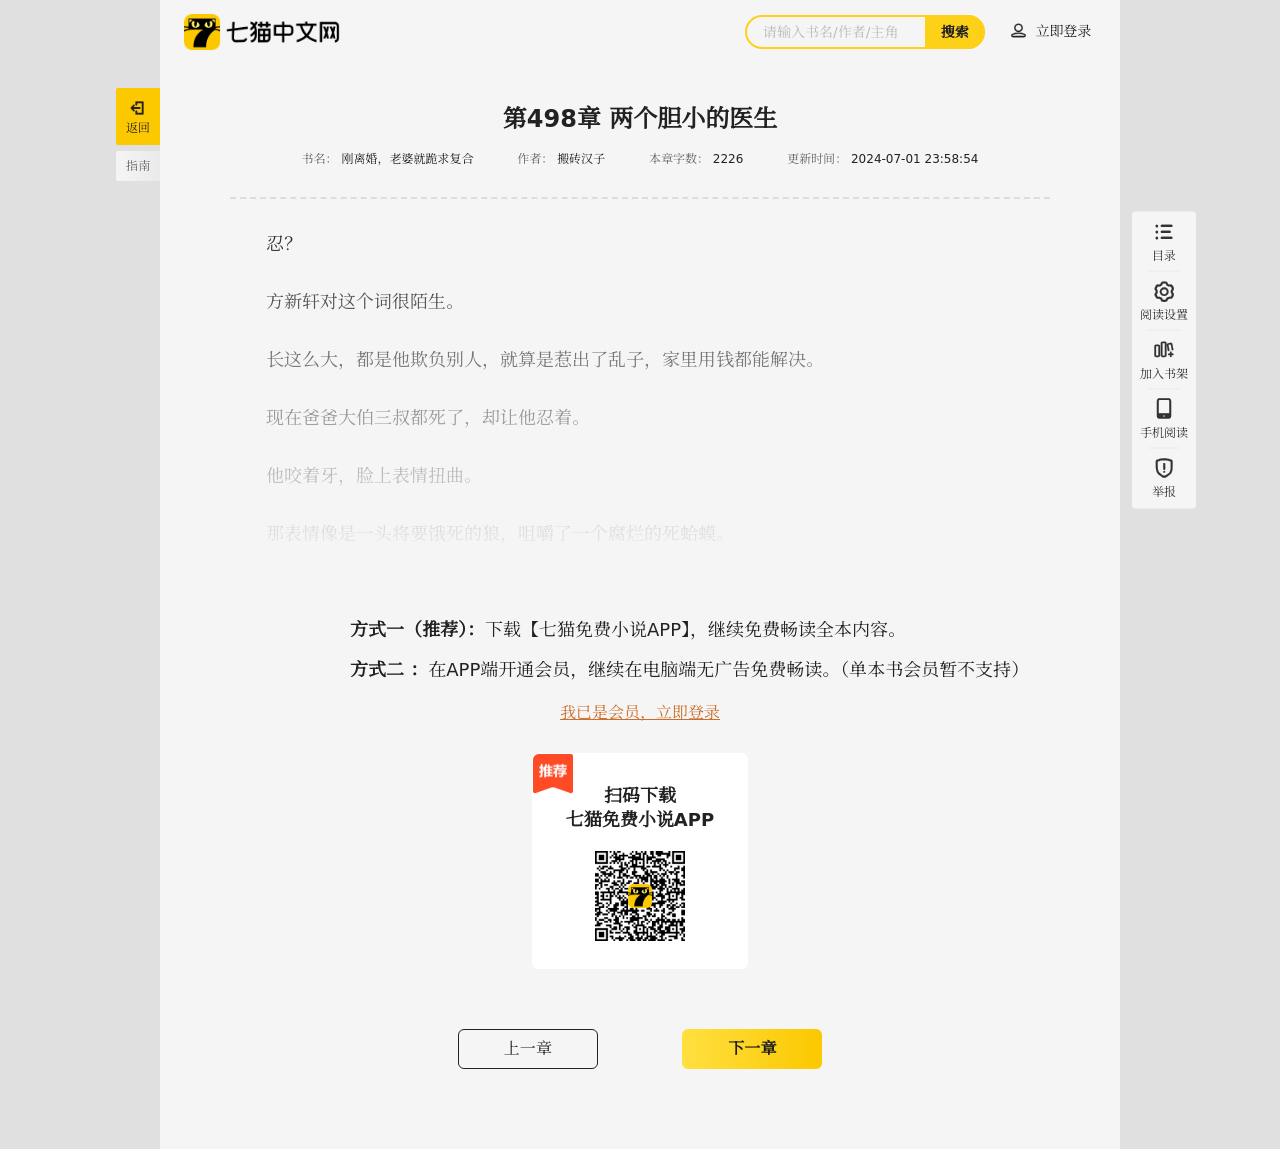 七猫中文网
请输入书名/作者/主角 搜索 立即登录
返回
指南
第498章 两个胆小的医生
书名： 刚离婚，老婆就跪求复合 作者： 搬砖汉子 本章字数： 2226 更新时间： 2024-07-01 23:58:54
忍？
方新轩对这个词很陌生。
长这么大，都是他欺负别人，就算是惹出了乱子，家里用钱都能解决。
现在爸爸大伯三叔都死了，却让他忍着。
他咬着牙，脸上表情扭曲。
那表情像是一头将要饿死的狼，咀嚼了一个腐烂的死蛤蟆。
目录
阅读设置
加入书架
手机阅读
举报
方式一（推荐）：下载【七猫免费小说APP】，继续免费畅读全本内容。
方式二 ：在APP端开通会员，继续在电脑端无广告免费畅读。（单本书会员暂不支持）
我已是会员，立即登录
推荐
扫码下载
七猫免费小说APP
上一章 下一章